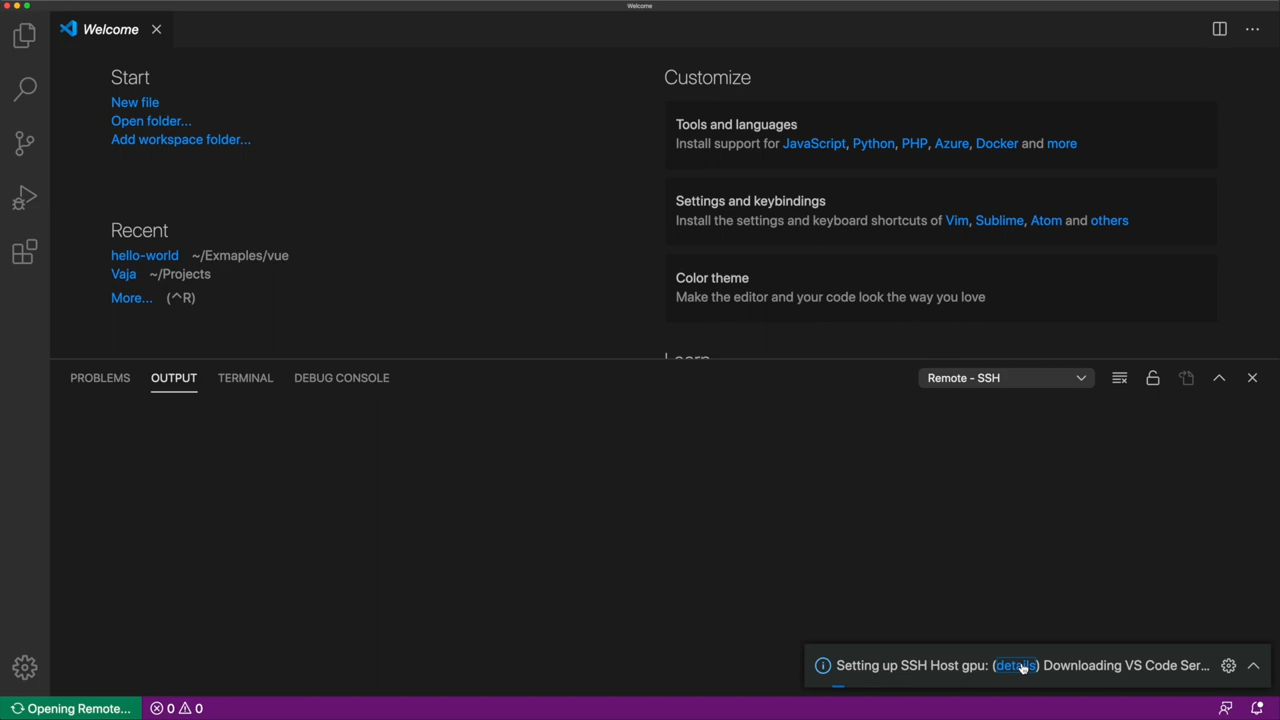 Welcome
Welcome
Start
New file
Open folder...
Add workspace folder...
Recent
hello-world ~/Exmaples/vue
Vaja ~/Projects
More... (^R)
Customize
Tools and languages
Install support for JavaScript, Python, PHP, Azure, Docker and more
Settings and keybindings
Install the settings and keyboard shortcuts of Vim, Sublime, Atom and others
Color theme
Make the editor and your code look the way you love
Learn
PROBLEMS OUTPUT TERMINAL DEBUG CONSOLE
Remote - SSH
Setting up SSH Host gpu: (details) Downloading VS Code Ser...
Opening Remote... 0 0